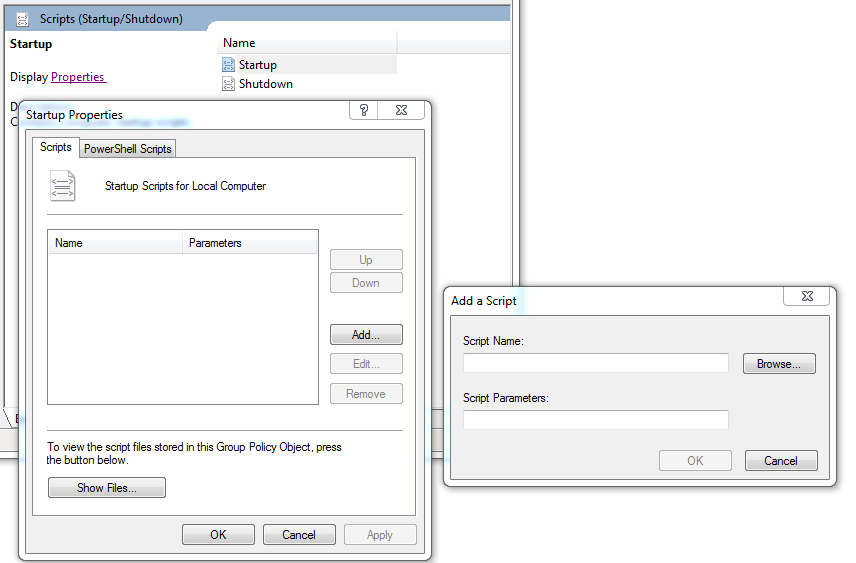 Scripts (Startup/Shutdown)
Startup
Display Properties
Name
Startup
Shutdown
Startup Properties
?
Scripts
PowerShell Scripts
Startup Scripts for Local Computer
Name
Parameters
Up
Down
Add...
Edit...
Remove
To view the script files stored in this Group Policy Object, press
the button below.
Show Files...
OK
Cancel
Apply
Add a Script
Script Name:
Browse...
Script Parameters:
OK
Cancel